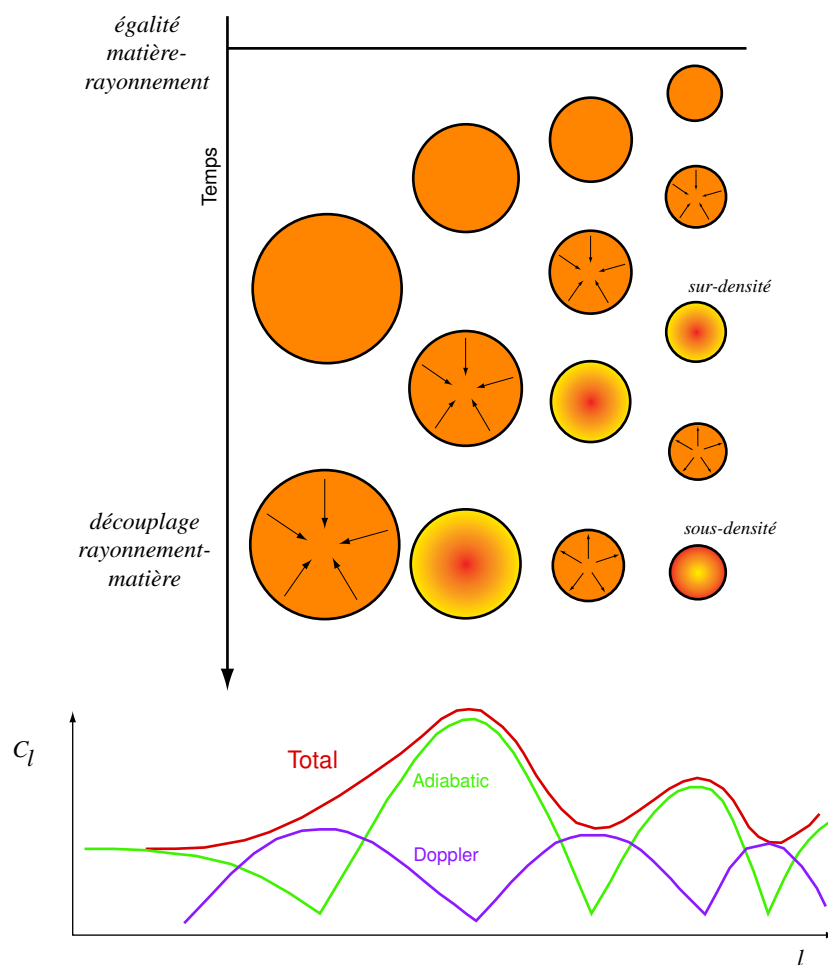 égalité
matière-
rayonnement
Temps
sur-densité
découplage
rayonnement-
matière
sous-densité
C_l
Total
Adiabatic
Doppler
l